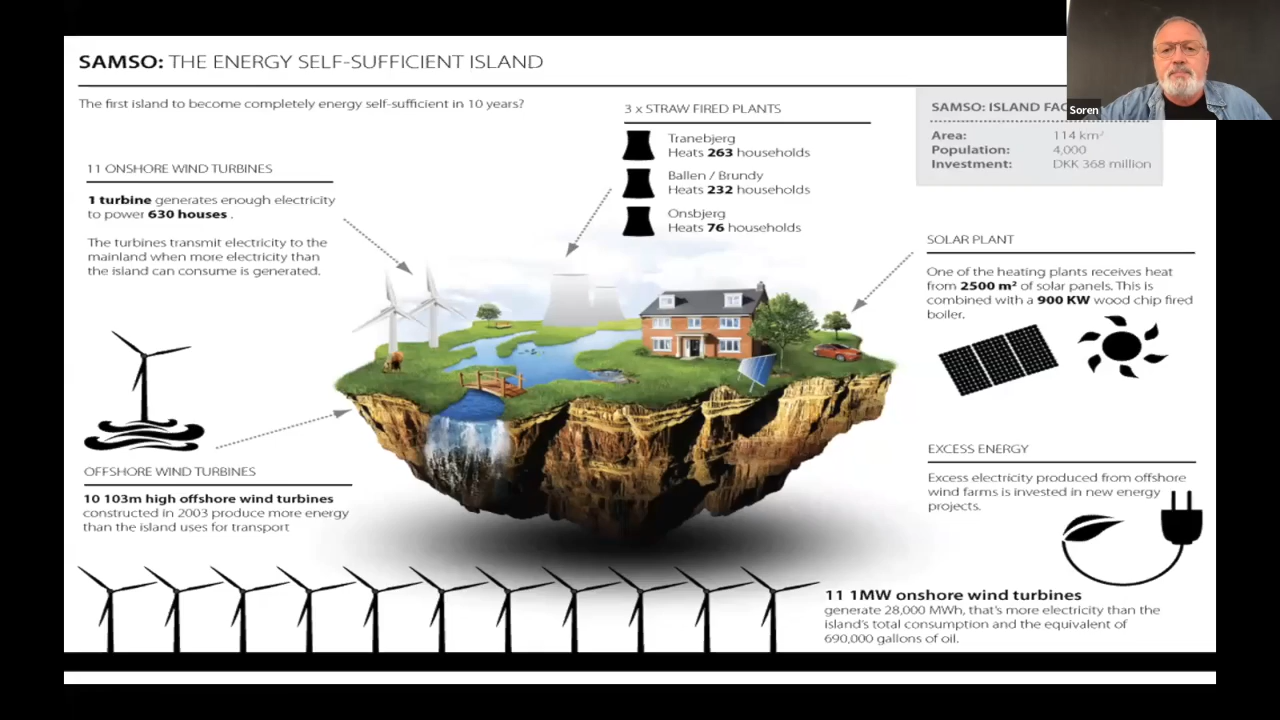 SAMSO: THE ENERGY SELF-SUFFICIENT ISLAND
The first island to become completely energy self-sufficient in 10 years?
11 ONSHORE WIND TURBINES
1 turbine generates enough electricity
to power 630 houses .
The turbines transmit electricity to the
mainland when more electricity than
the island can consume is generated.
3 x STRAW FIRED PLANTS
Tranebjerg
Heats 263 households
Ballen / Brundy
Heats 232 households
Onsbjerg
Heats 76 households
Soren
SAMSO: ISLAND
Area: 114 km²
Population: 4,000
Investment: DKK 368 million
SOLAR PLANT
One of the heating plants receives heat
from 2500 m² of solar panels. This is
combined with a 900 KW wood chip fired
boiler.
OFFSHORE WIND TURBINES
10 103m high offshore wind turbines
constructed in 2003 produce more energy
than the island uses for transport
EXCESS ENERGY
Excess electricity produced from offshore
wind farms is invested in new energy
projects.
11 1MW onshore wind turbines
generate 28,000 MWh, that's more electricity than the
island's total consumption and the equivalent of
690,000 gallons of oil.